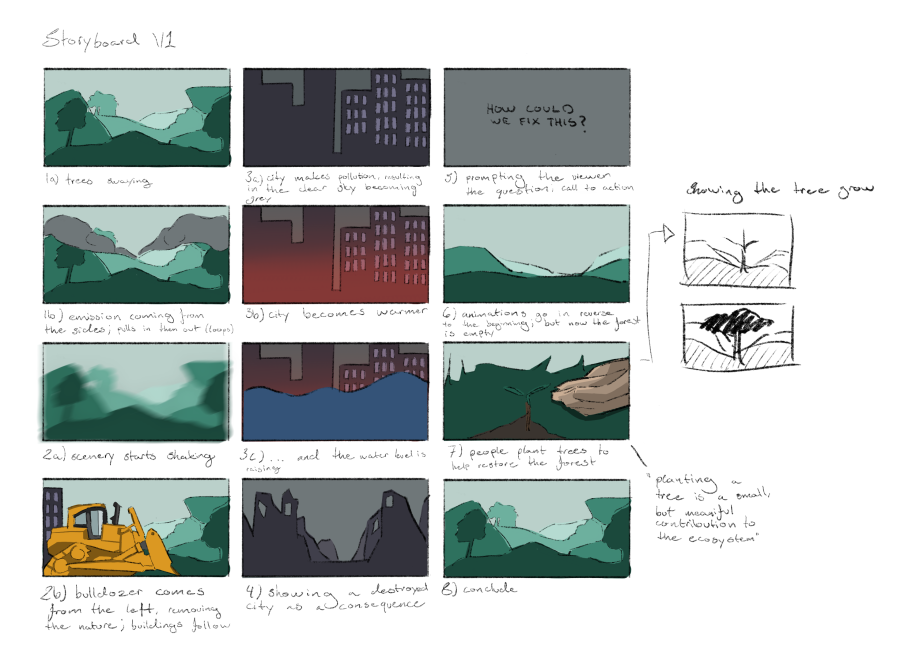 Storyboard V1
1a) trees swaying
1b) emission coming from
the sides; pulls in then out (loops)
2a) scenery starts shaking
2b) bulldozer comes
from the left, removing
the nature; buildings follow
3a) city makes pollution, resulting
in the clear sky becoming
grey
3b) city becomes warmer
3c) ... and the water level is
raising
4) showing a destroyed
city as a consequence
HOW COULD
WE FIX THIS?
5) prompting the viewer
the question; call to action
6) animations go in reverse
to the beginning, but now the forest
is empty
7) people plant trees to
help restore the forest
8) conclude
showing the tree grow
"planting a
tree is a small,
but meaniful
contribution to
the ecosystem"